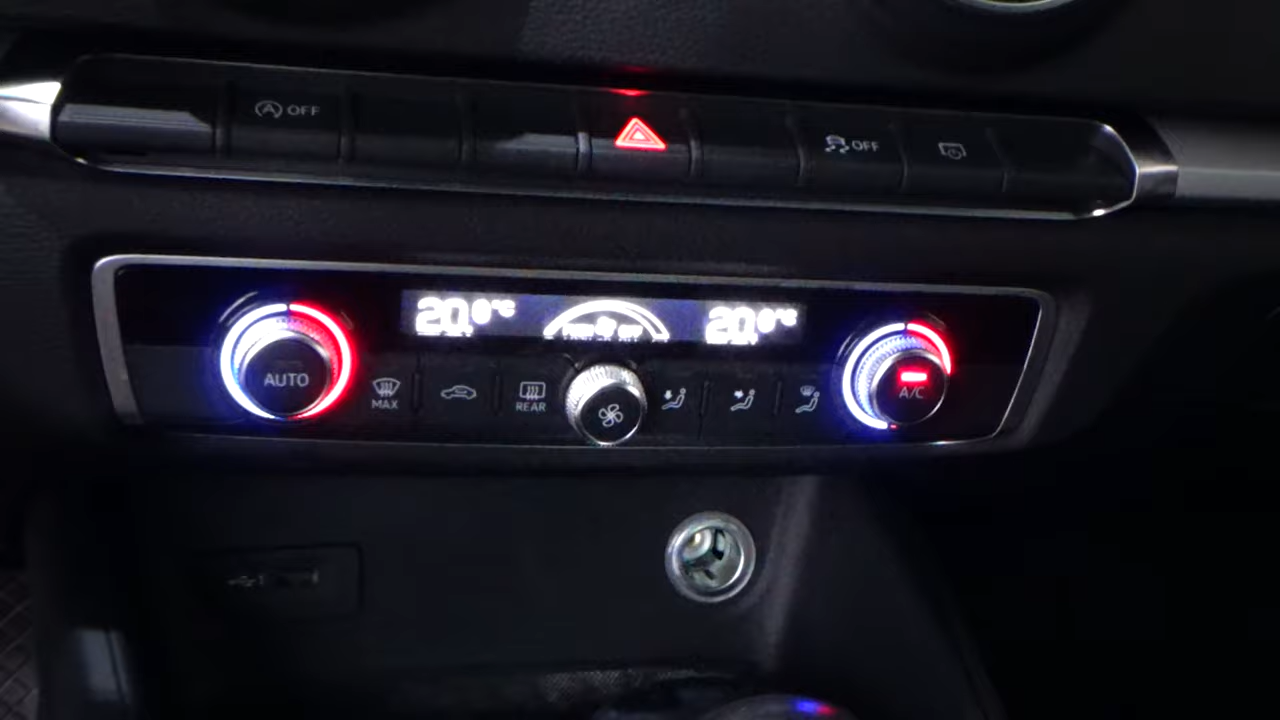 A OFF
OFF
20.0°C
20.0°C
AUTO
MAX
REAR
A/C